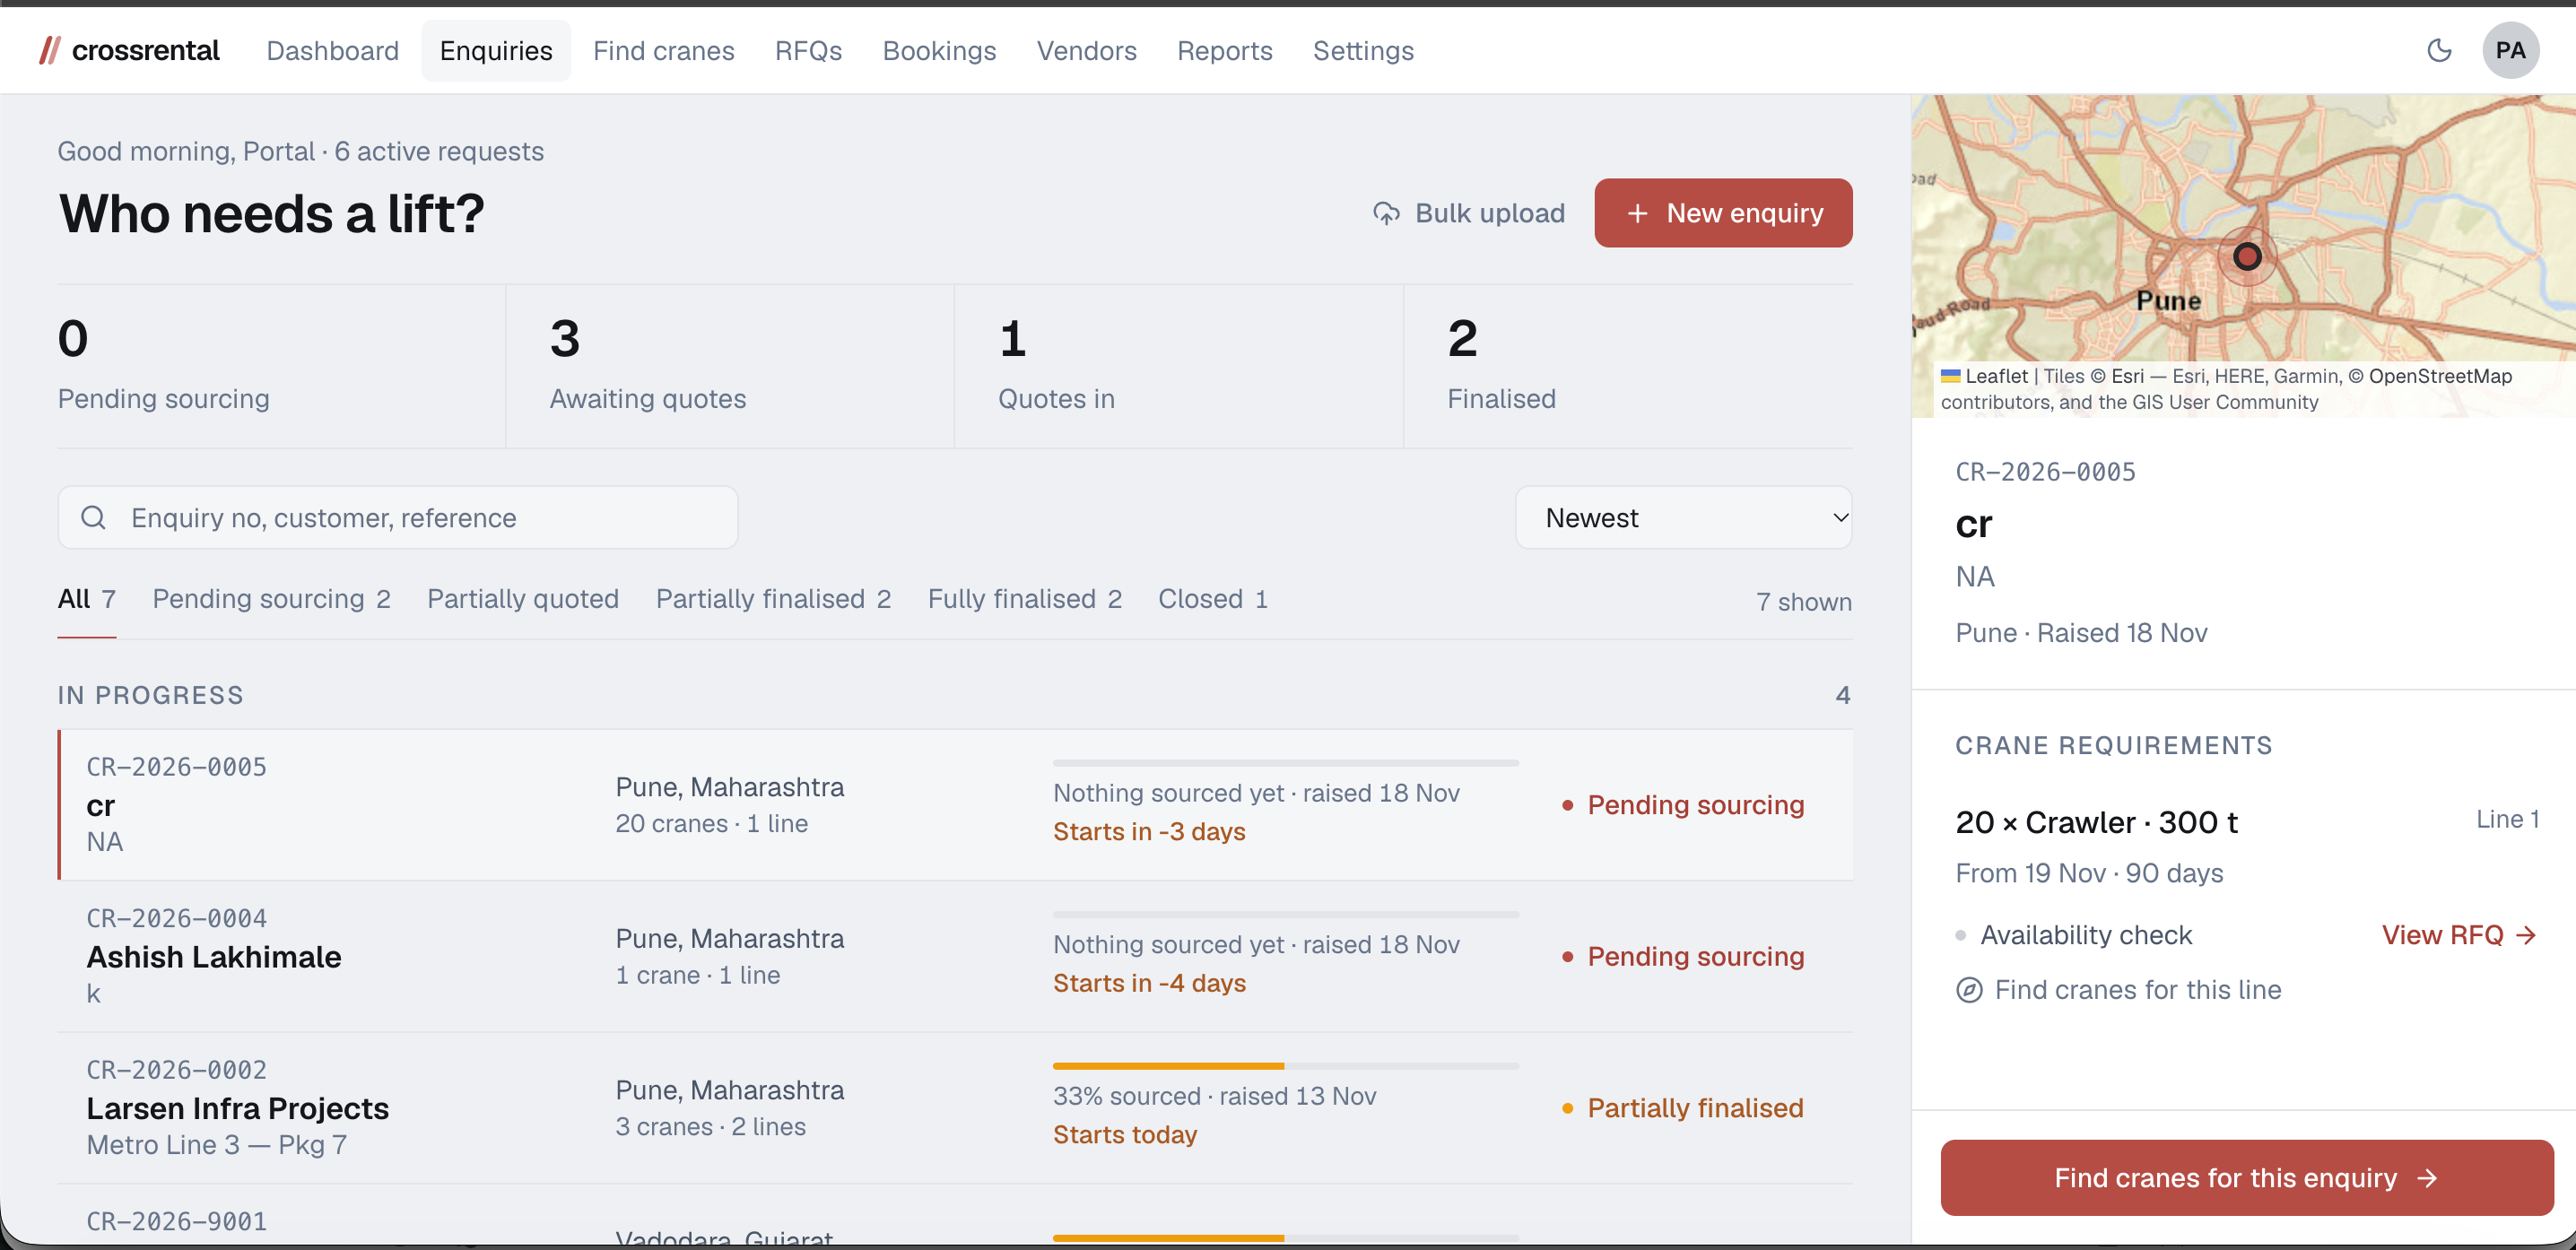 crossrental Dashboard Enquiries Find cranes RFQs Bookings Vendors Reports Settings PA
Good morning, Portal · 6 active requests
Who needs a lift?
Bulk upload
+ New enquiry
0
Pending sourcing
3
Awaiting quotes
1
Quotes in
2
Finalised
Enquiry no, customer, reference
Newest
All 7 Pending sourcing 2 Partially quoted Partially finalised 2 Fully finalised 2 Closed 1
7 shown
IN PROGRESS 4
CR-2026-0005
cr
NA
Pune, Maharashtra
20 cranes · 1 line
Nothing sourced yet · raised 18 Nov
Starts in -3 days
Pending sourcing
CR-2026-0004
Ashish Lakhimale
k
Pune, Maharashtra
1 crane · 1 line
Nothing sourced yet · raised 18 Nov
Starts in -4 days
Pending sourcing
CR-2026-0002
Larsen Infra Projects
Metro Line 3 — Pkg 7
Pune, Maharashtra
3 cranes · 2 lines
33% sourced · raised 13 Nov
Starts today
Partially finalised
CR-2026-9001
Vadodara, Gujarat
Pune
Road
Leaflet | Tiles © Esri — Esri, HERE, Garmin, © OpenStreetMap
contributors, and the GIS User Community
CR-2026-0005
cr
NA
Pune · Raised 18 Nov
CRANE REQUIREMENTS
20 × Crawler · 300 t
Line 1
From 19 Nov · 90 days
Availability check
View RFQ →
Find cranes for this line
Find cranes for this enquiry →